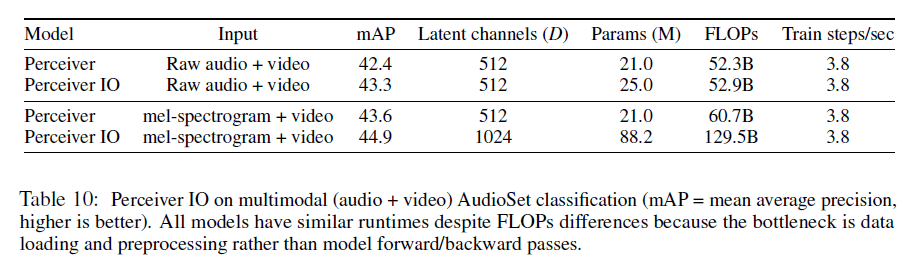 Model Input mAP Latent channels (D) Params (M) FLOPs Train steps/sec
Perceiver Raw audio + video 42.4 512 21.0 52.3B 3.8
Perceiver IO Raw audio + video 43.3 512 25.0 52.9B 3.8
Perceiver mel-spectrogram + video 43.6 512 21.0 60.7B 3.8
Perceiver IO mel-spectrogram + video 44.9 1024 88.2 129.5B 3.8
Table 10: Perceiver IO on multimodal (audio + video) AudioSet classification (mAP = mean average precision,
higher is better). All models have similar runtimes despite FLOPs differences because the bottleneck is data
loading and preprocessing rather than model forward/backward passes.